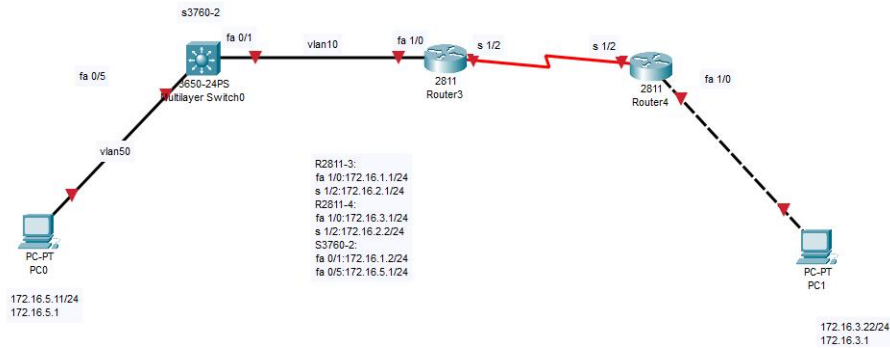 s3760-2
fa 0/1
vlan10
fa 1/0
s 1/2
s 1/2
fa 0/5
3650-24PS
Multilayer Switch0
2811
Router3
2811
Router4
fa 1/0
vlan50
R2811-3:
fa 1/0:172.16.1.1/24
s 1/2:172.16.2.1/24
R2811-4:
fa 1/0:172.16.3.1/24
s 1/2:172.16.2.2/24
S3760-2:
fa 0/1:172.16.1.2/24
fa 0/5:172.16.5.1/24
PC-PT
PC0
172.16.5.11/24
172.16.5.1
PC-PT
PC1
172.16.3.22/24
172.16.3.1